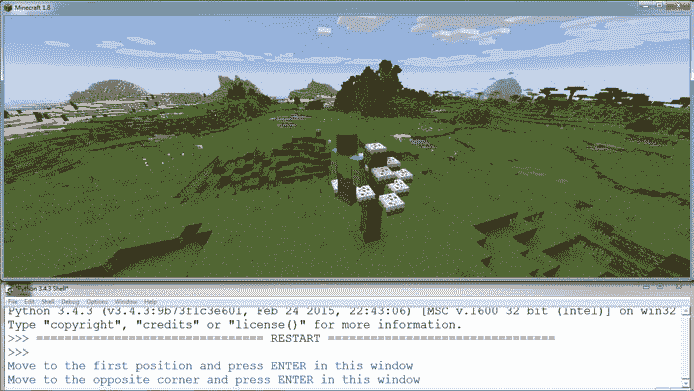 Minecraft 1.8
*Python 3.4.3 Shell*
File Edit Shell Debug Options Window Help
Python 3.4.3 (v3.4.3:9b73f1c3e601, Feb 24 2015, 22:43:06) [MSC v.1600 32 bit (Intel)] on win32
Type "copyright", "credits" or "license()" for more information.
>>> ================================ RESTART ================================
>>>
Move to the first position and press ENTER in this window
Move to the opposite corner and press ENTER in this window